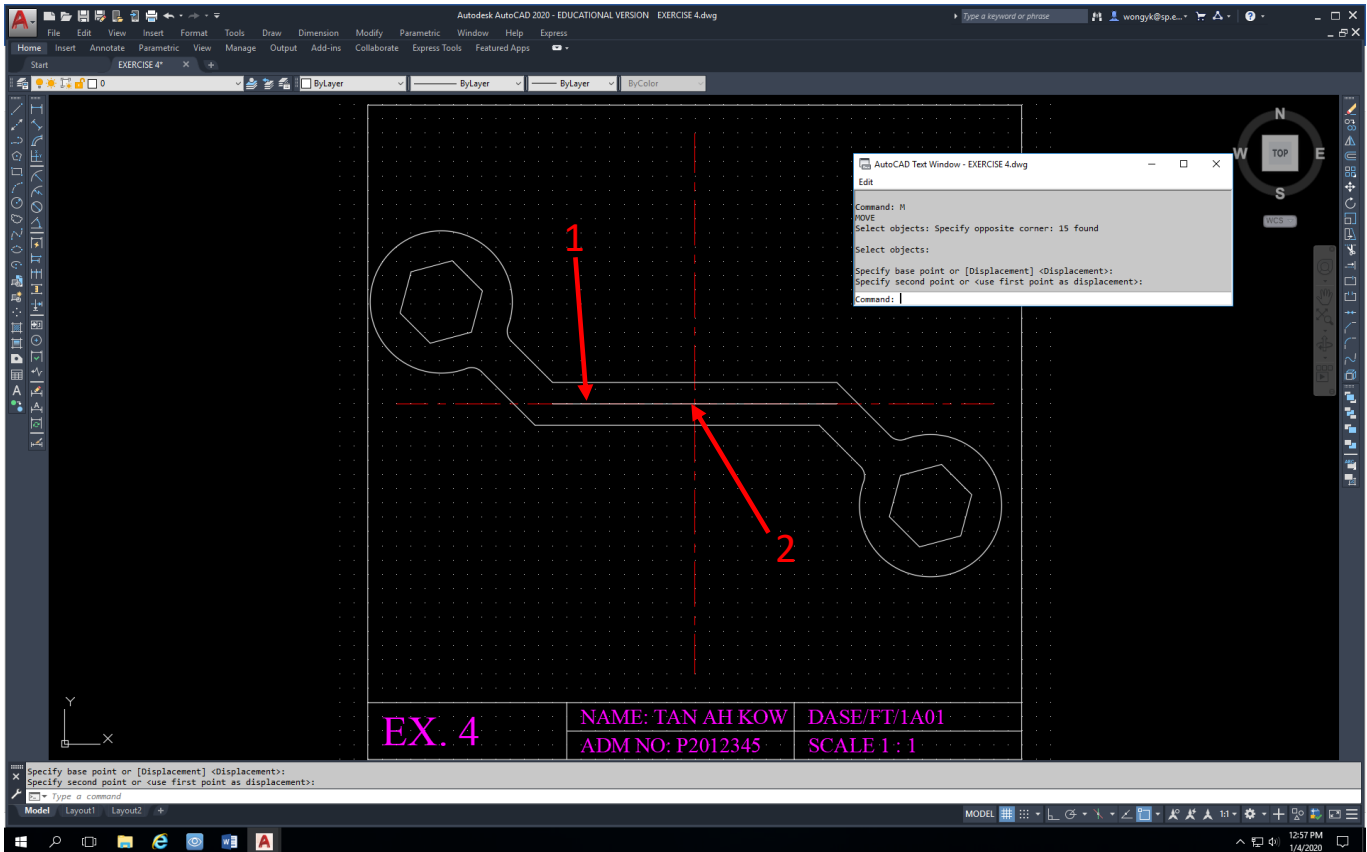 A
Autodesk AutoCAD 2020 - EDUCATIONAL VERSION EXERCISE 4.dwg
Type a keyword or phrase
wongyk@sp.e...
File Edit View Insert Format Tools Draw Dimension Modify Parametric Window Help Express
Home Insert Annotate Parametric View Manage Output Add-ins Collaborate Express Tools Featured Apps
Start EXERCISE 4*
0 ByLayer ByLayer ByLayer ByColor
N
W TOP E
S
WCS
AutoCAD Text Window - EXERCISE 4.dwg
Edit
Command: M
MOVE
Select objects: Specify opposite corner: 15 found
Select objects:
Specify base point or [Displacement] <Displacement>:
Specify second point or <use first point as displacement>:
Command:
1
2
Y
X
EX. 4
NAME: TAN AH KOW
DASE/FT/1A01
ADM NO: P2012345
SCALE 1 : 1
Specify base point or [Displacement] <Displacement>:
Specify second point or <use first point as displacement>:
Type a command
Model Layout1 Layout2 +
MODEL 1:1
12:57 PM
1/4/2020